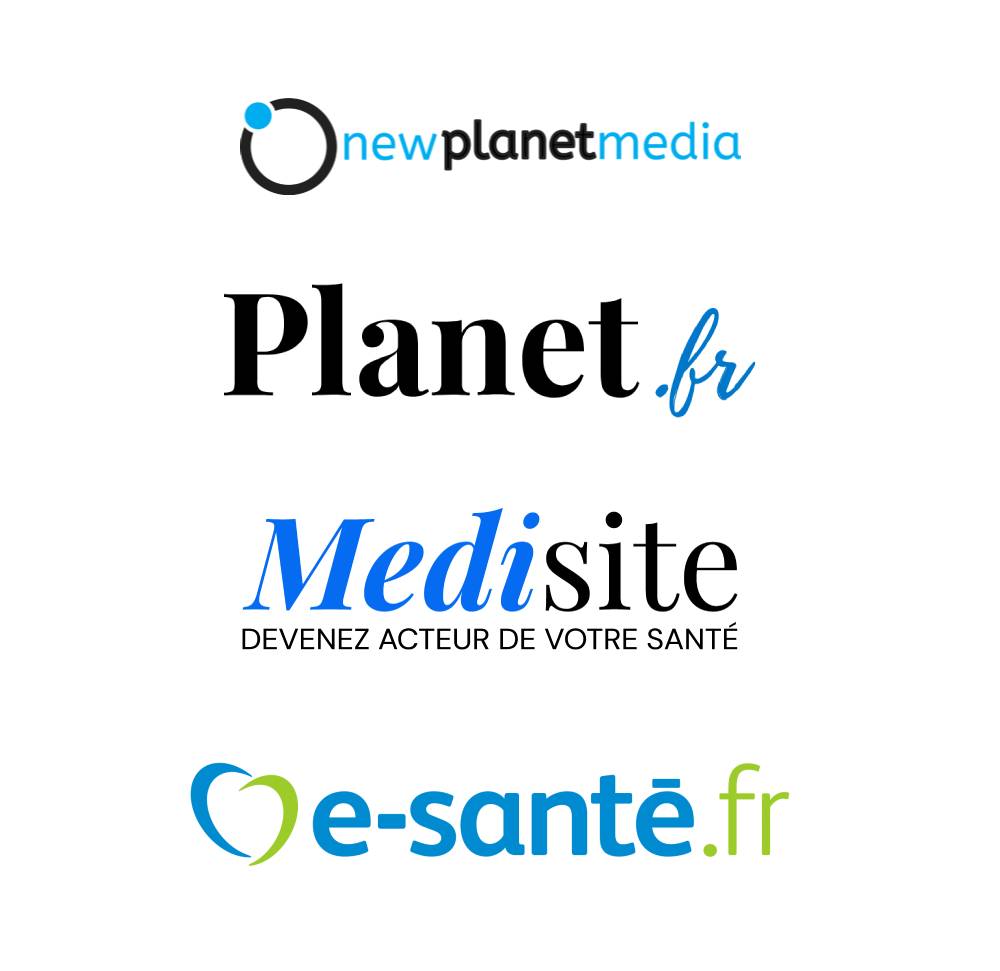 newplanetmedia
Planet.fr
Medisite
DEVENEZ ACTEUR DE VOTRE SANTÉ
e-santē.fr